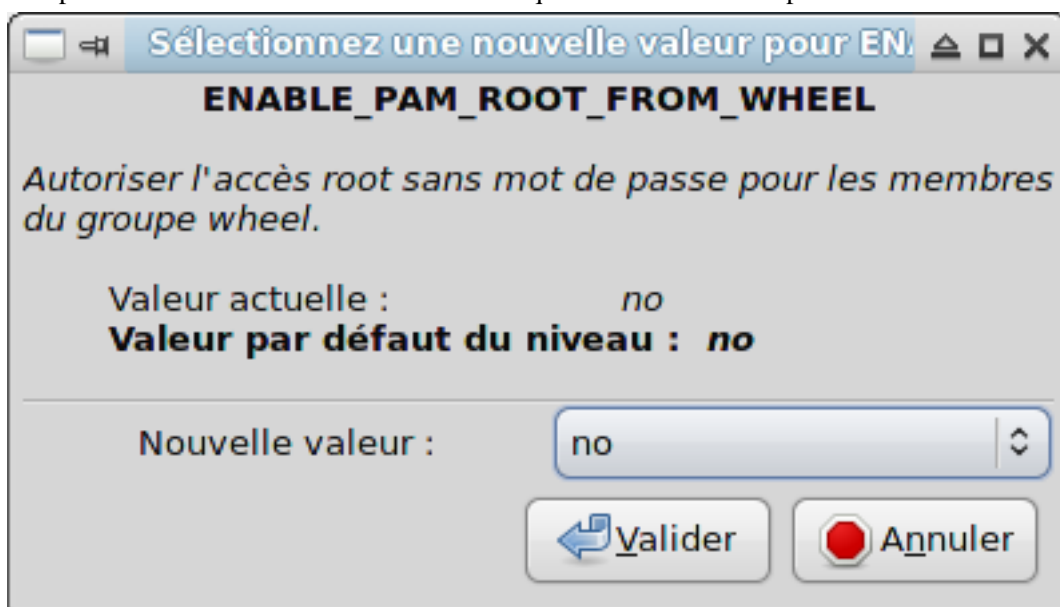 Sélectionnez une nouvelle valeur pour EN
ENABLE_PAM_ROOT_FROM_WHEEL
Autoriser l'accès root sans mot de passe pour les membres
du groupe wheel.
Valeur actuelle : no
Valeur par défaut du niveau : no
Nouvelle valeur : no
Valider Annuler